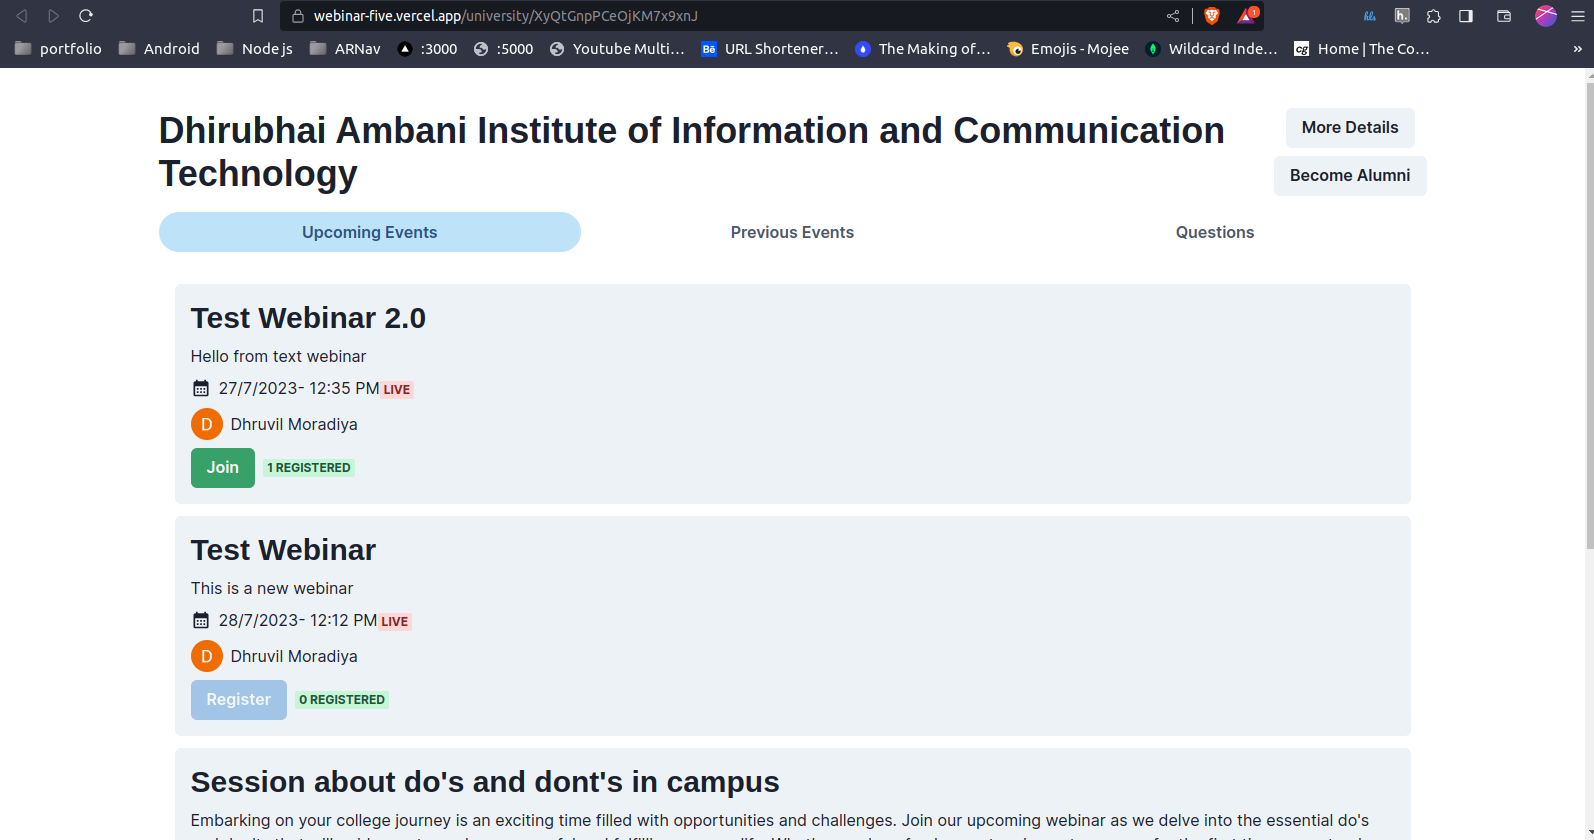 webinar-five.vercel.app/university/XyQtGnpPCeOjKM7x9xnJ
portfolio Android Node js ARNav :3000 :5000 Youtube Multi... URL Shortener... The Making of... Emojis - Mojee Wildcard Inde... Home | The Co... »
Dhirubhai Ambani Institute of Information and Communication
Technology
More Details
Become Alumni
Upcoming Events Previous Events Questions
Test Webinar 2.0
Hello from text webinar
27/7/2023- 12:35 PM LIVE
D Dhruvil Moradiya
Join 1 REGISTERED
Test Webinar
This is a new webinar
28/7/2023- 12:12 PM LIVE
D Dhruvil Moradiya
Register 0 REGISTERED
Session about do's and dont's in campus
Embarking on your college journey is an exciting time filled with opportunities and challenges. Join our upcoming webinar as we delve into the essential do's